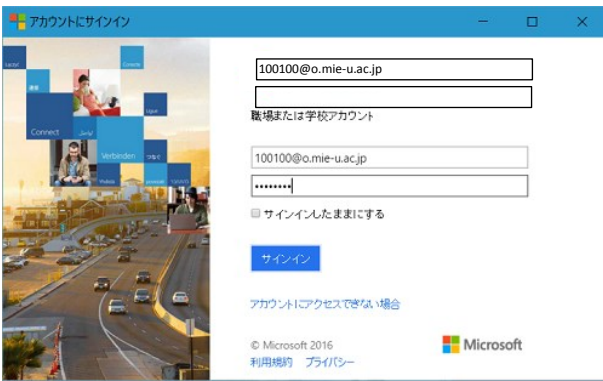 アカウントにサインイン
100100@o.mie-u.ac.jp
職場または学校アカウント
100100@o.mie-u.ac.jp
••••••••
サインインしたままにする
サインイン
アカウントにアクセスできない場合
© Microsoft 2016
Microsoft
利用規約 プライバシー
Connect
Verbinden
Ligue
Conecte